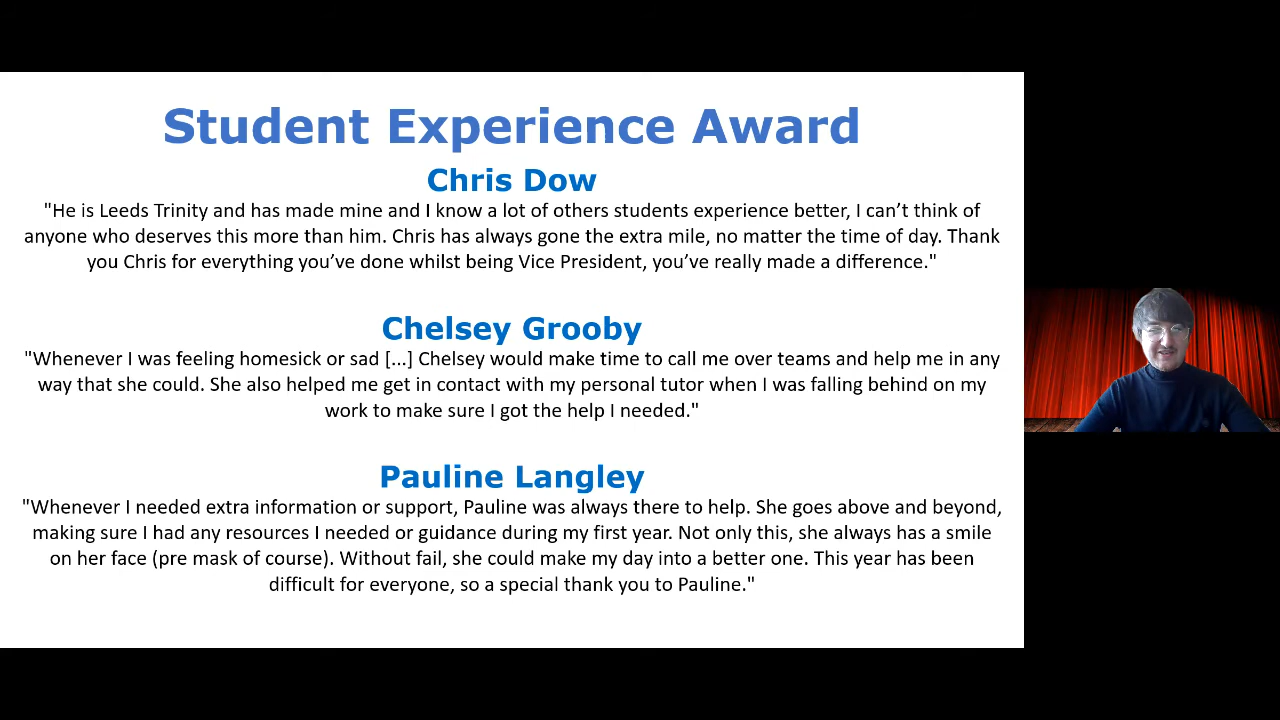 Student Experience Award
Chris Dow
"He is Leeds Trinity and has made mine and I know a lot of others students experience better, I can’t think of
anyone who deserves this more than him. Chris has always gone the extra mile, no matter the time of day. Thank
you Chris for everything you’ve done whilst being Vice President, you’ve really made a difference."
Chelsey Grooby
"Whenever I was feeling homesick or sad [...] Chelsey would make time to call me over teams and help me in any
way that she could. She also helped me get in contact with my personal tutor when I was falling behind on my
work to make sure I got the help I needed."
Pauline Langley
"Whenever I needed extra information or support, Pauline was always there to help. She goes above and beyond,
making sure I had any resources I needed or guidance during my first year. Not only this, she always has a smile
on her face (pre mask of course). Without fail, she could make my day into a better one. This year has been
difficult for everyone, so a special thank you to Pauline."